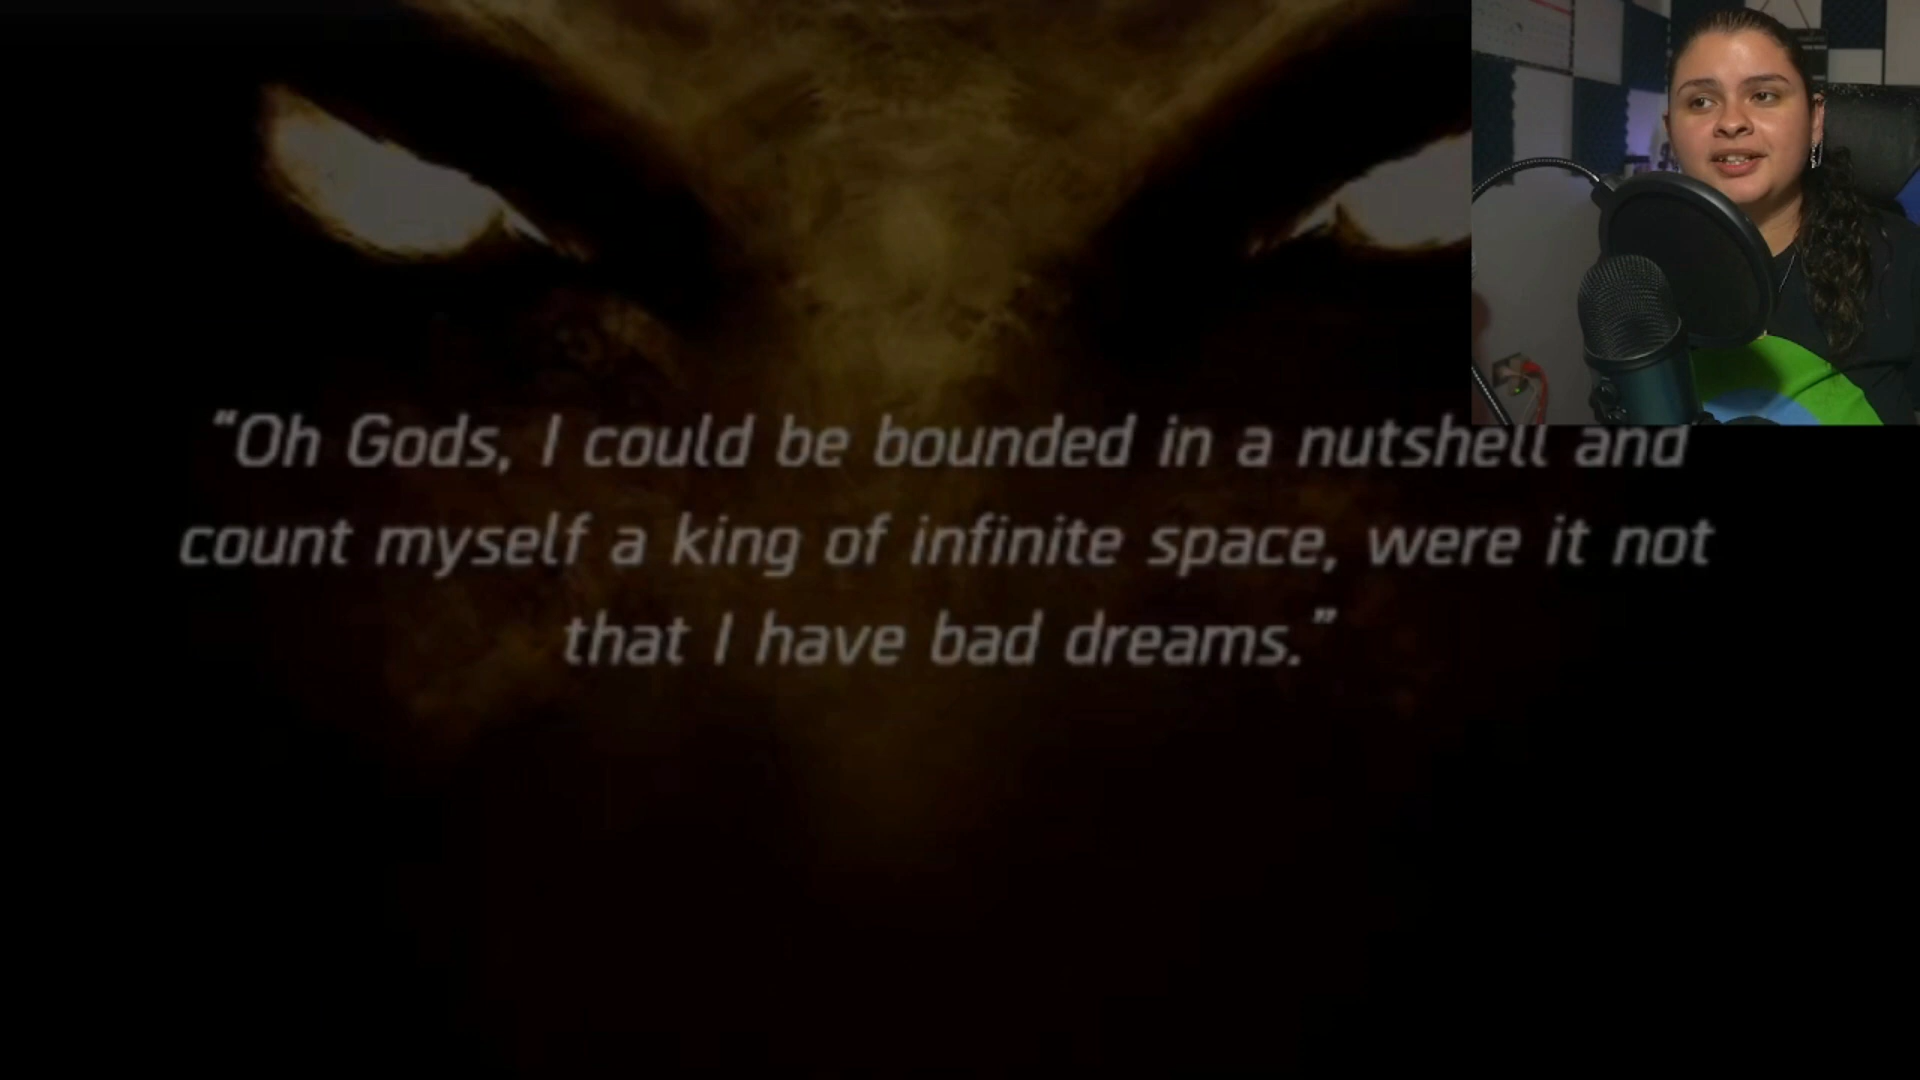 “Oh Gods, I could be bounded in a nutshell and
count myself a king of infinite space, were it not
that I have bad dreams.”